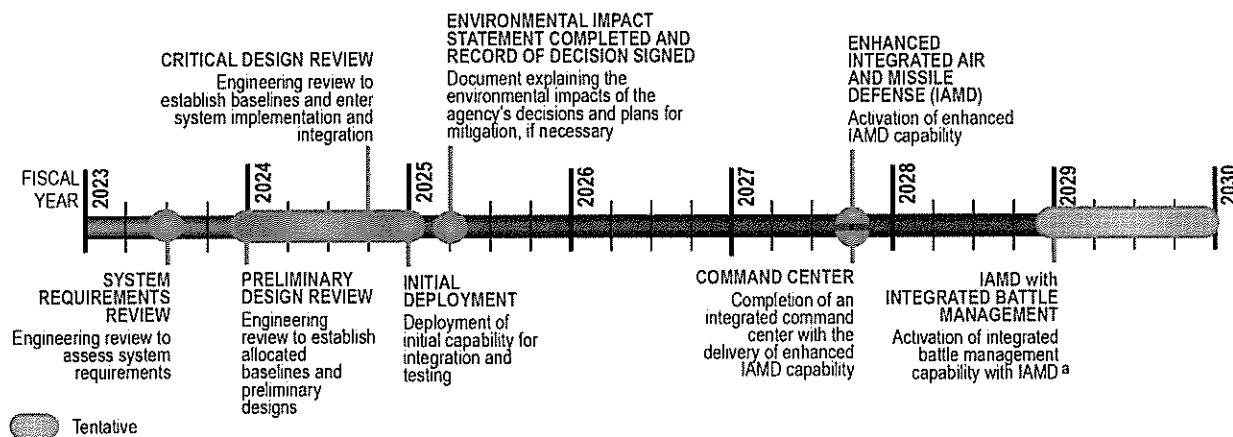 CRITICAL DESIGN REVIEW
Engineering review to
establish baselines and enter
system implementation and
integration
ENVIRONMENTAL IMPACT
STATEMENT COMPLETED AND
RECORD OF DECISION SIGNED
Document explaining the
environmental impacts of the
agency's decisions and plans for
mitigation, if necessary
ENHANCED
INTEGRATED AIR
AND MISSILE
DEFENSE (IAMD)
Activation of enhanced
IAMD capability
FISCAL
YEAR
2023
2024
2025
2026
2027
2028
2029
2030
SYSTEM
REQUIREMENTS
REVIEW
Engineering review to
assess system
requirements
PRELIMINARY
DESIGN REVIEW
Engineering
review to establish
allocated
baselines and
preliminary
designs
INITIAL
DEPLOYMENT
Deployment of
initial capability for
integration and
testing
COMMAND CENTER
Completion of an
integrated command
center with the
delivery of enhanced
IAMD capability
IAMD with
INTEGRATED BATTLE
MANAGEMENT
Activation of integrated
battle management
capability with IAMD a
Tentative